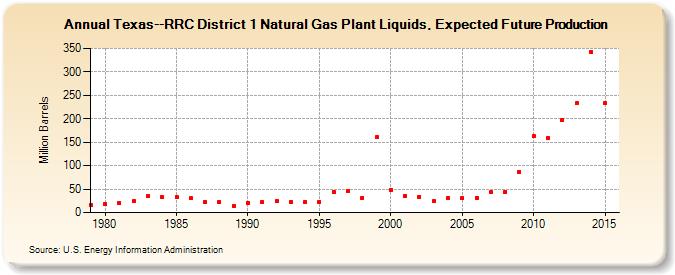 Annual Texas--RRC District 1 Natural Gas Plant Liquids, Expected Future Production
Million Barrels
350
300
250
200
150
100
50
0
1980 1985 1990 1995 2000 2005 2010 2015
Source: U.S. Energy Information Administration